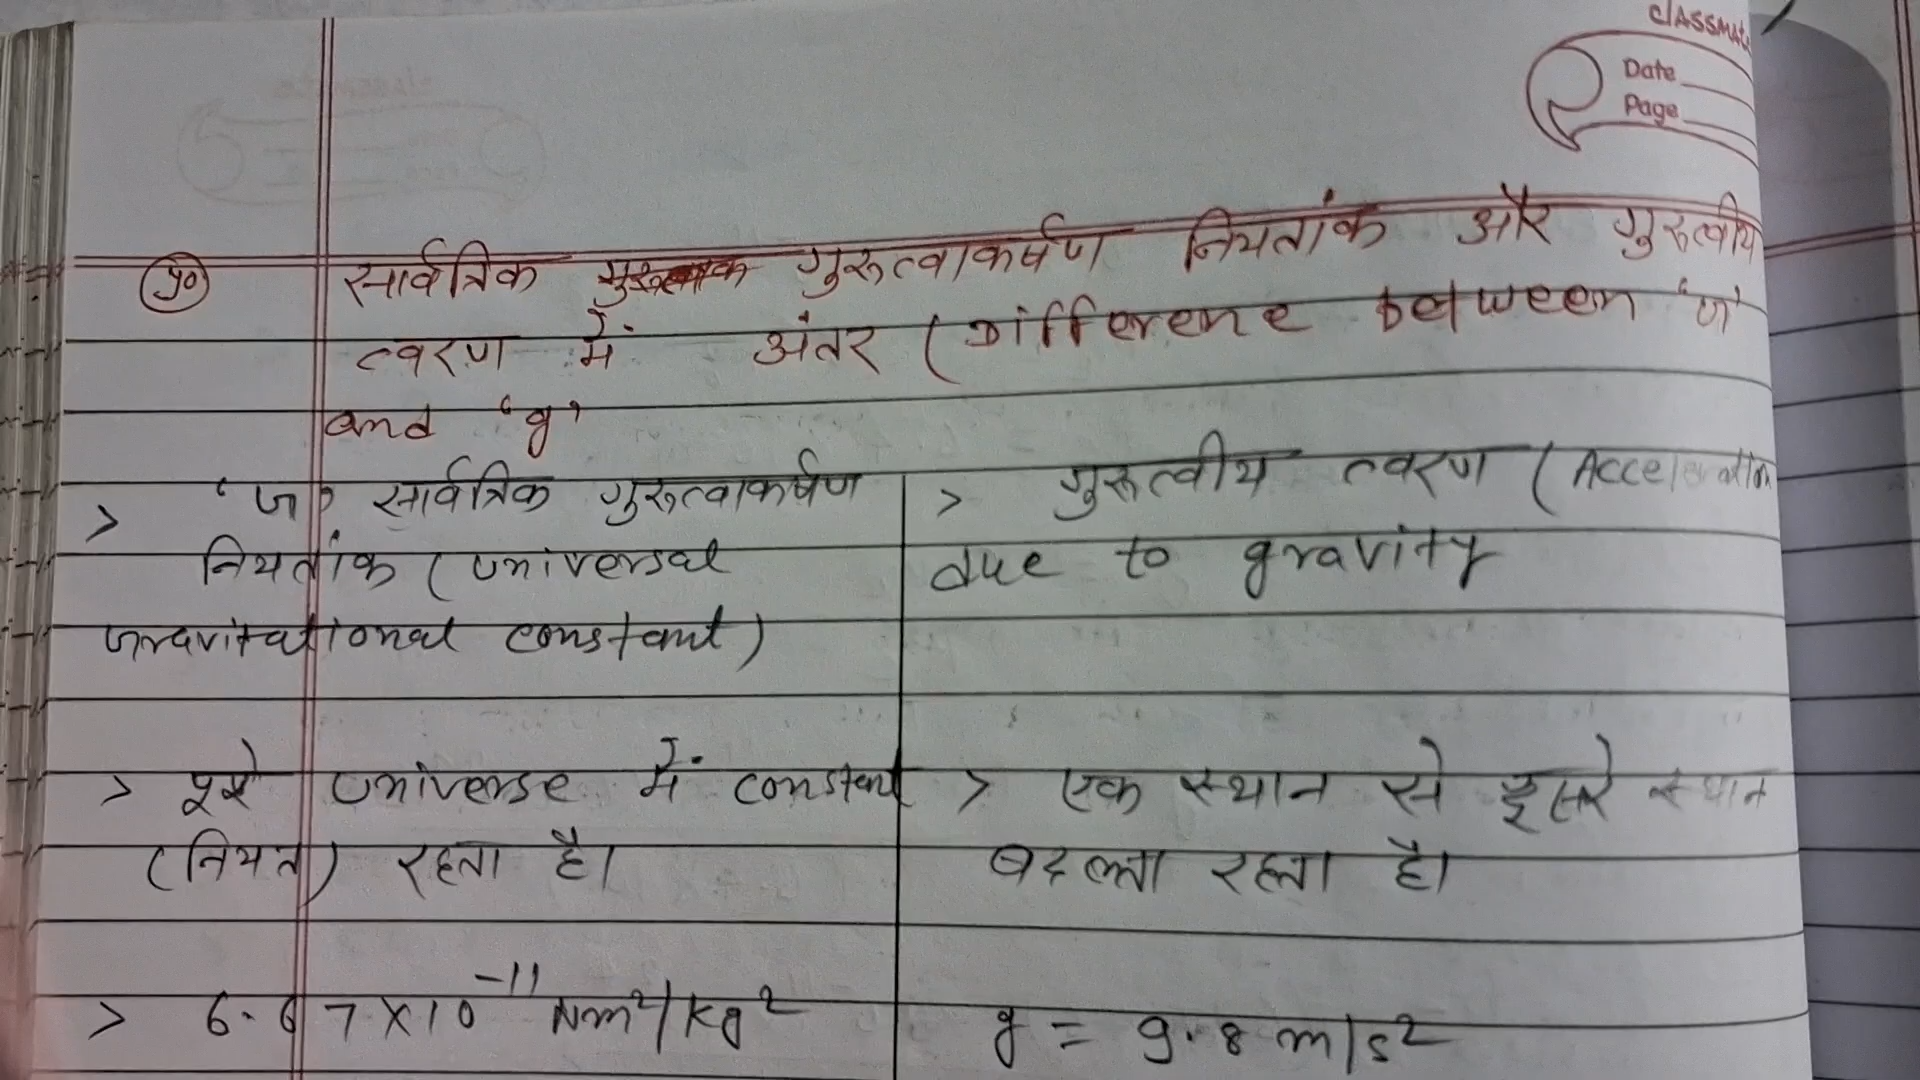 classmate
Date
Page
१० सार्वत्रिक गुरुत्वाकर्षण नियतांक और गुरुत्वीय
त्वरण में अंतर ( Difference between 'G'
and 'g'
> 'G' सार्वत्रिक गुरुत्वाकर्षण
नियतांक ( universal
Gravitational constant )
> गुरुत्वीय त्वरण ( Acceleration
due to gravity
> पूरे universe में constant
(नियत) रहता है।
> एक स्थान से दूसरे स्थान
बदलता रहता है।
> 6.67 × 10⁻¹¹ Nm²/kg²
g = 9.8 m/s²